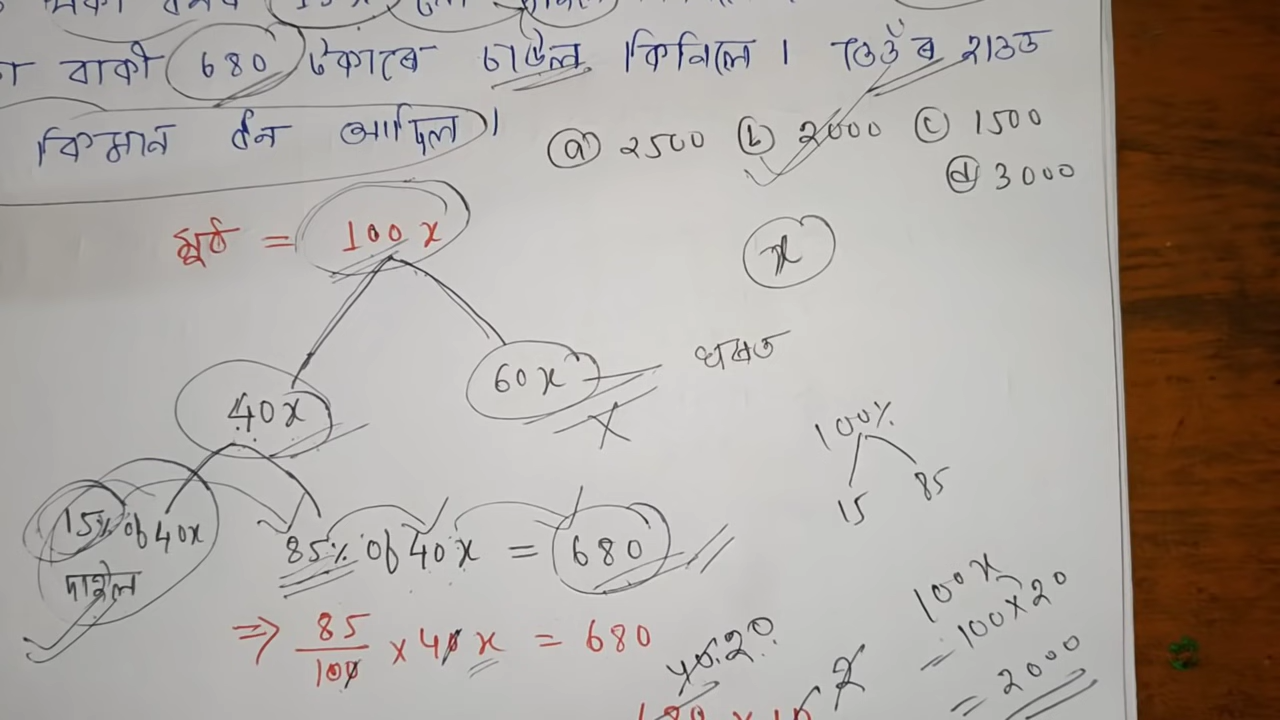 বাকী 680 টকাৰে চাউল কিনিলে । তেওঁৰ হাতত
কিমান ধন আছিল ।
ⓐ 2500 ⓑ 2000 ⓒ 1500
ⓓ 3000
মুঠ = 100x
x
40x 60x ঘৰত
100%
15 85
15% of 40x 85% of 40x = 680
দাইল
⇒ 85/100 × 40x = 680
100x
= 100×20
= 2000